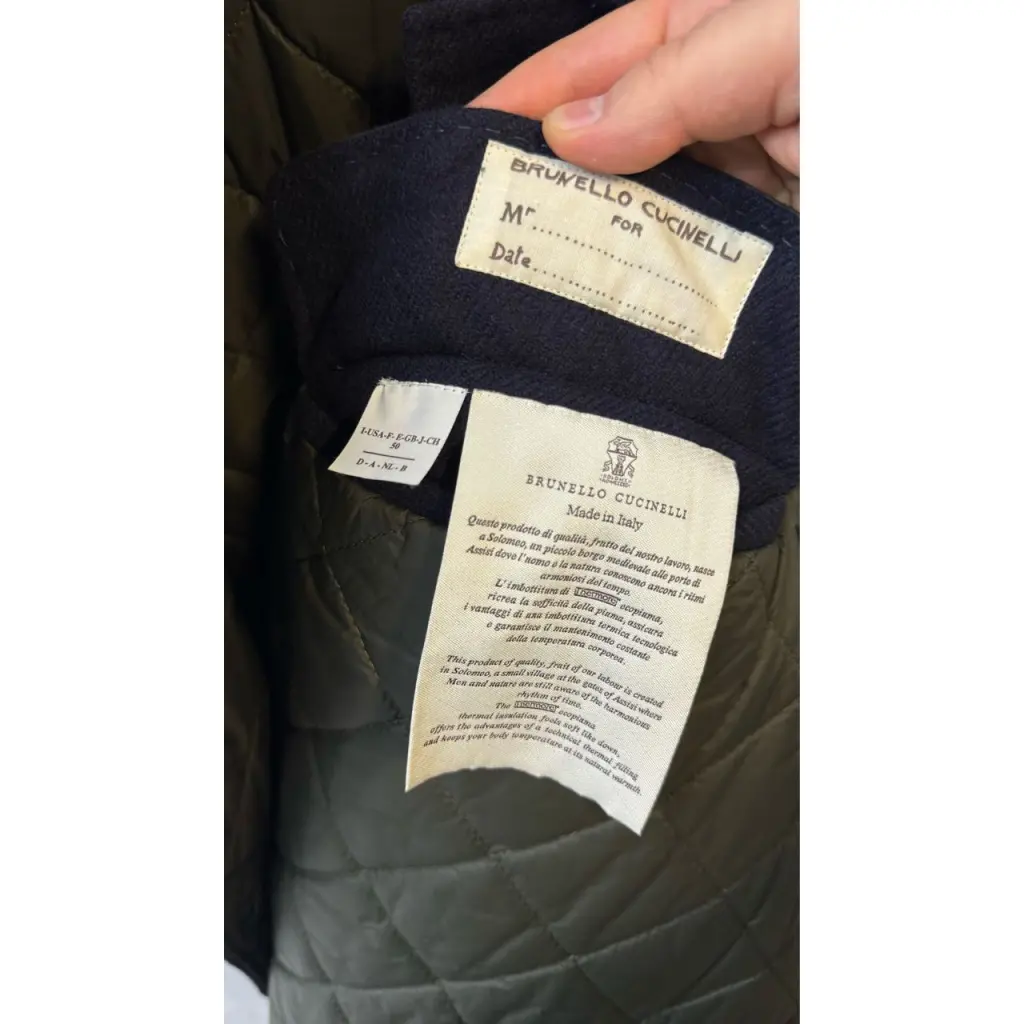 BRUNELLO CUCINELLI
FOR
Mr
Date
I-USA-F-E-GB-J-CH
50
D-A-NL-B
BRUNELLO CUCINELLI
Made in Italy
Questo prodotto di qualità, frutto del nostro lavoro, nasce
a Solomeo, un piccolo borgo medievale alle porte di
Assisi dove l'uomo e la natura conoscono ancora i ritmi
armoniosi del tempo.
L'imbottitura di thermore ecopiuma,
ricrea la sofficità della piuma, assicura
i vantaggi di una imbottitura termica tecnologica
e garantisce il mantenimento costante
della temperatura corporea.
This product of quality, fruit of our labour is created
in Solomeo, a small village at the gates of Assisi where
Men and nature are still aware of the harmonious
rhythm of time.
The thermore ecopiuma
thermal insulation feels soft like down,
offers the advantages of a technical thermal filling
and keeps your body temperature at its natural warmth.